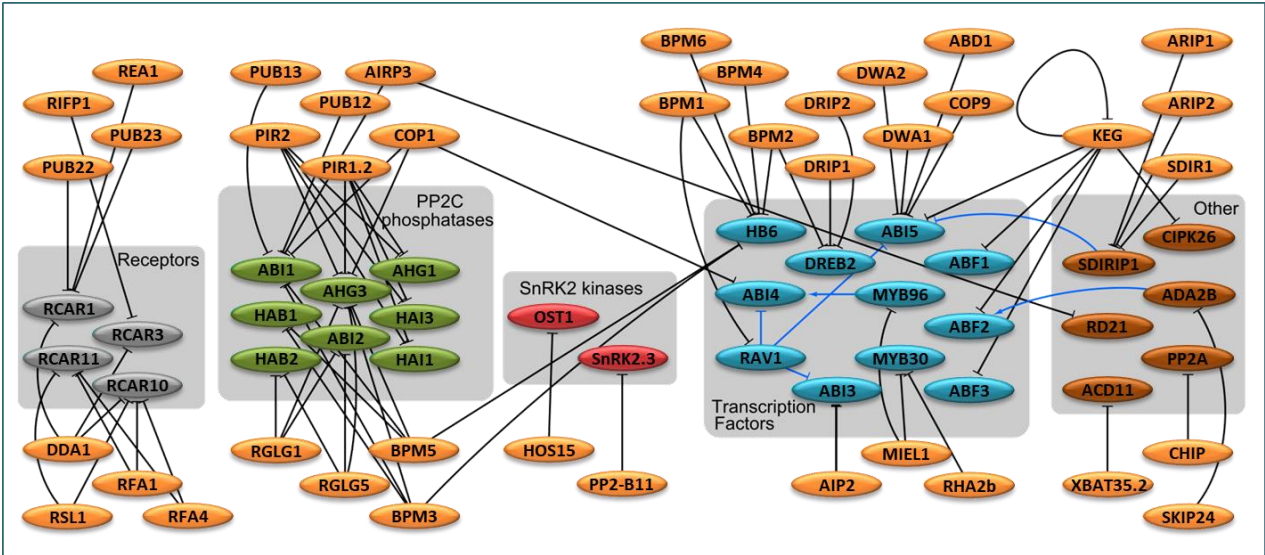 BPM6
ABD1
ARIP1
REA1
PUB13
AIRP3
BPM4
DWA2
RIFP1
PUB12
BPM1
DRIP2
COP9
ARIP2
PUB23
PIR2
COP1
BPM2
DWA1
KEG
PUB22
PIR1.2
DRIP1
SDIR1
PP2C
phosphatases
Other
HB6
ABI5
CIPK26
Receptors
ABI1
AHG1
DREB2
ABF1
SDIRIP1
SnRK2 kinases
AHG3
ABI4
MYB96
ADA2B
RCAR1
HAB1
HAI3
OST1
ABF2
RD21
RCAR3
ABI2
RCAR11
HAB2
HAI1
SnRK2.3
RAV1
MYB30
PP2A
RCAR10
ABI3
ABF3
ACD11
Transcription
Factors
DDA1
RGLG1
BPM5
HOS15
MIEL1
CHIP
RFA1
RGLG5
PP2-B11
AIP2
RHA2b
XBAT35.2
RSL1
RFA4
BPM3
SKIP24